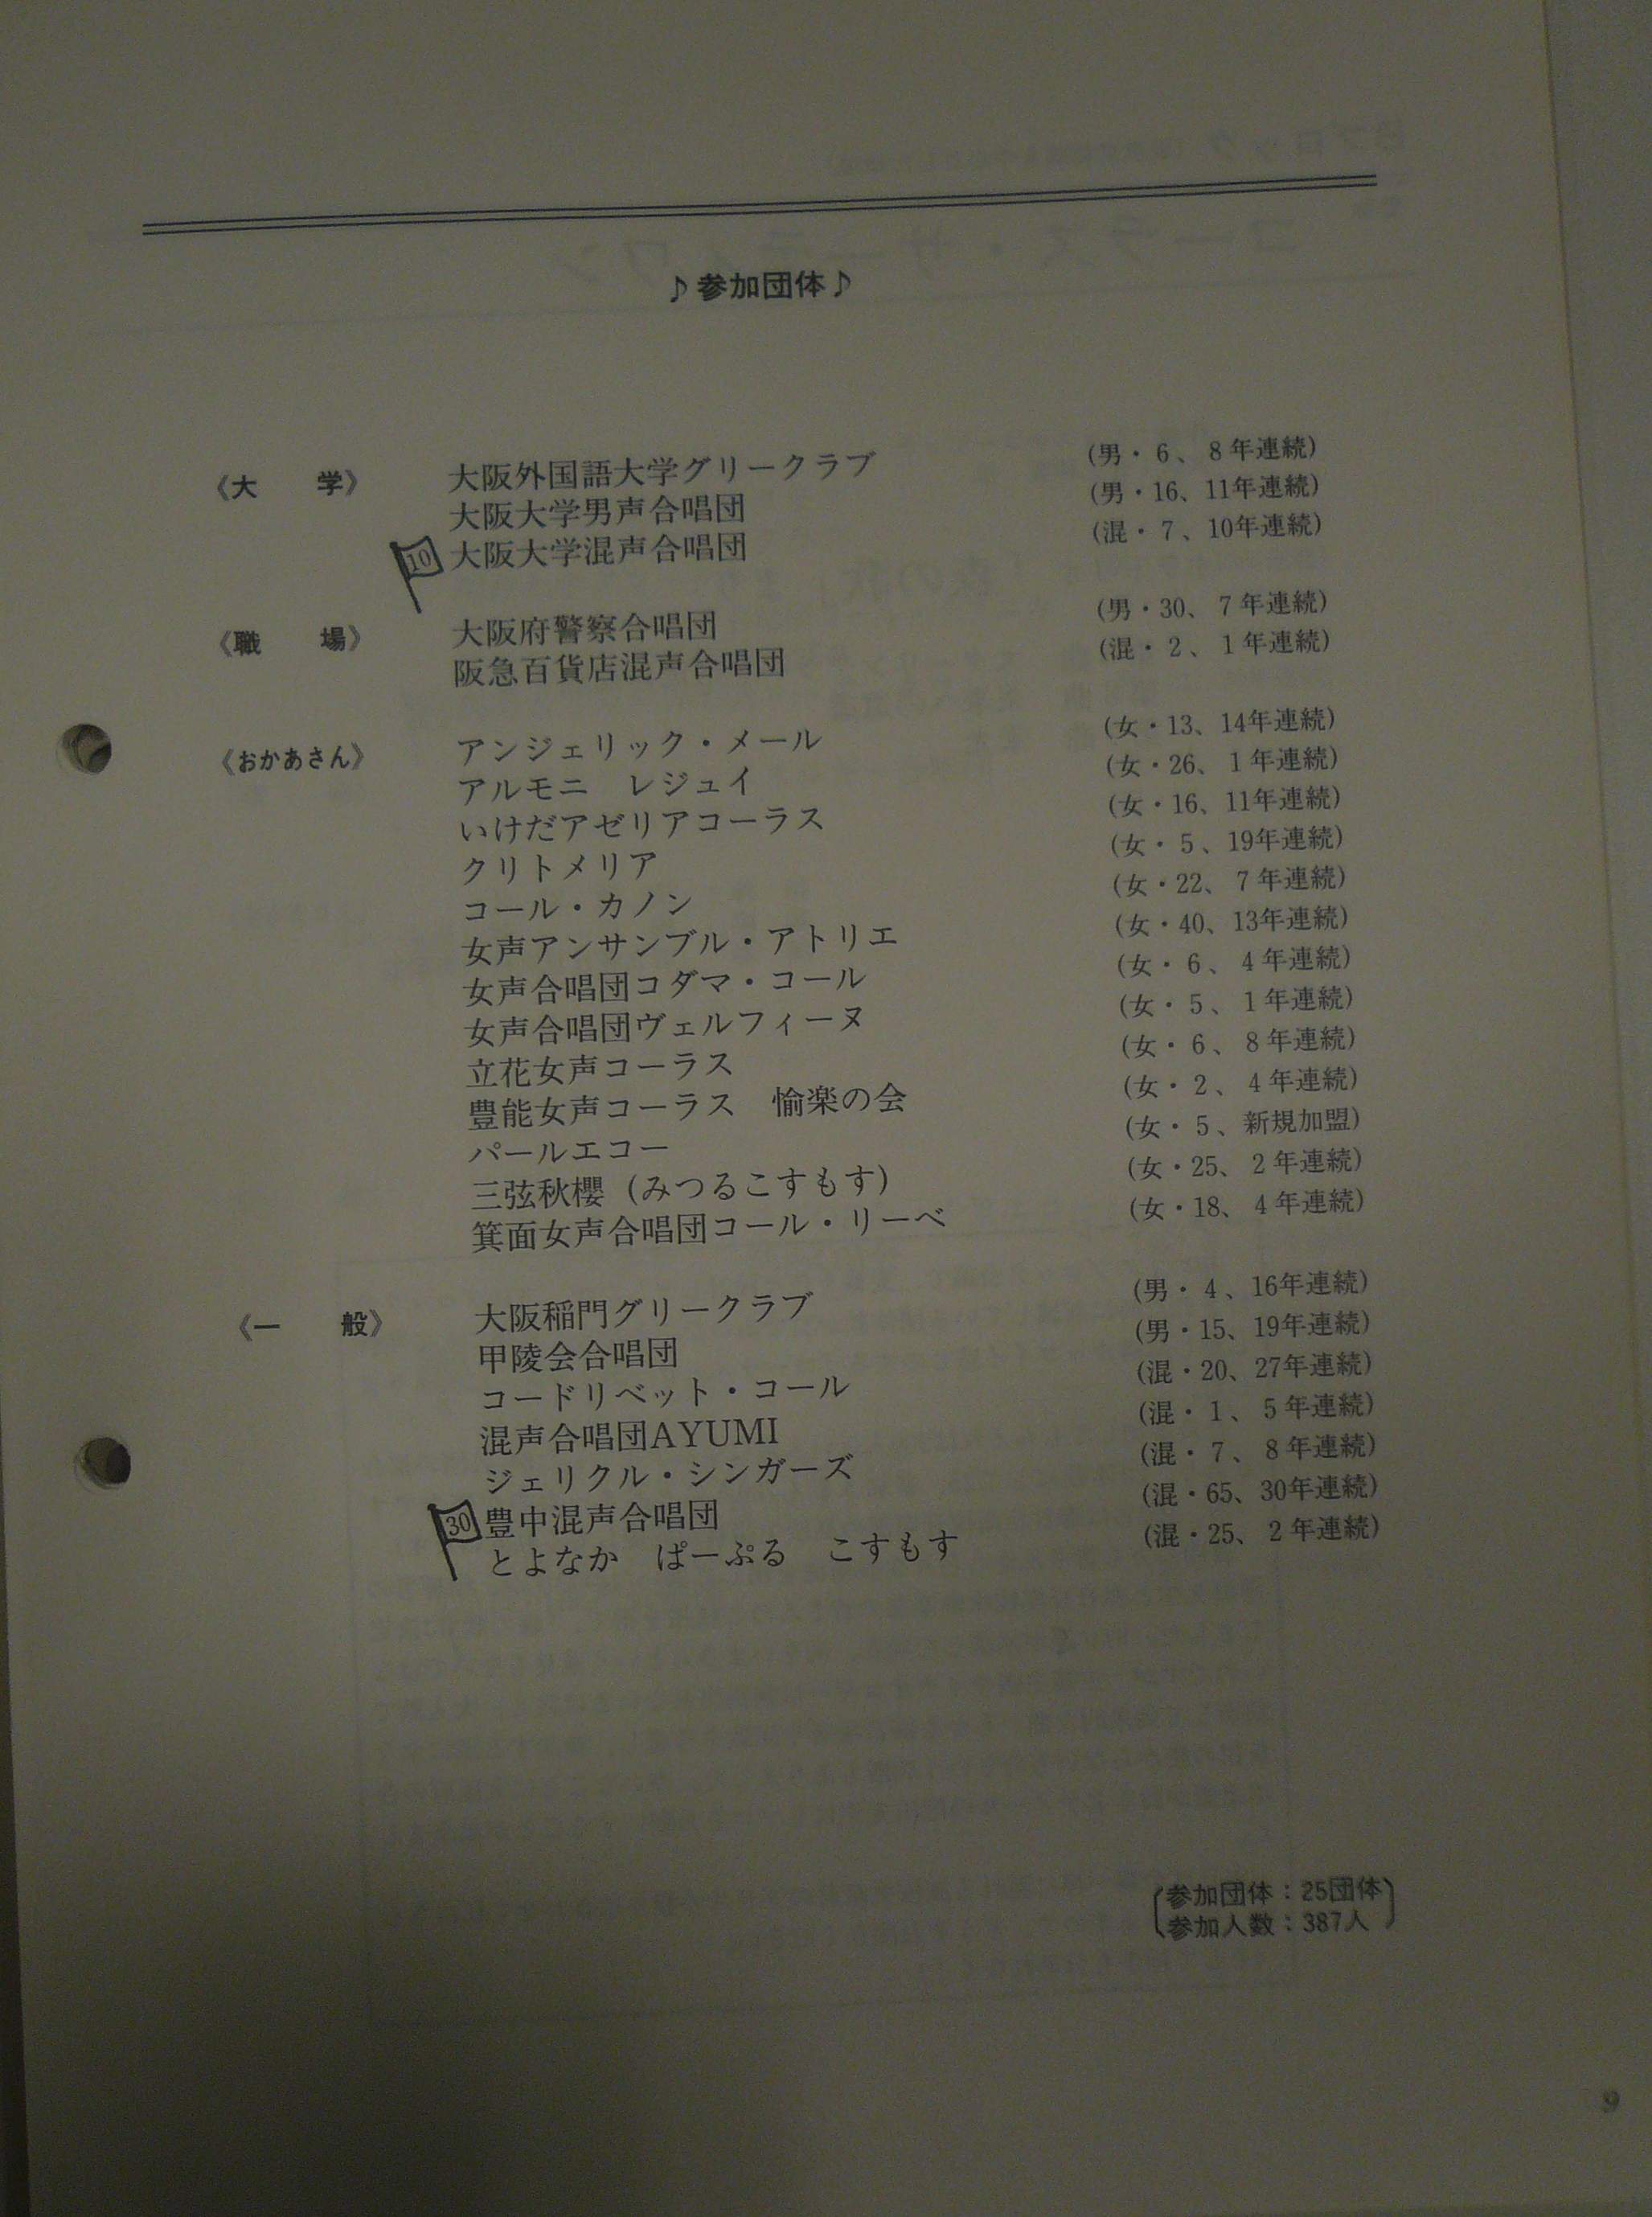 ♪参加団体♪
《大　学》 大阪外国語大学グリークラブ (男・6、8年連続)
大阪大学男声合唱団 (男・16、11年連続)
10 大阪大学混声合唱団 (混・7、10年連続)
《職　場》 大阪府警察合唱団 (男・30、7年連続)
阪急百貨店混声合唱団 (混・2、1年連続)
《おかあさん》 アンジェリック・メール (女・13、14年連続)
アルモニ　レジュイ (女・26、1年連続)
いけだアゼリアコーラス (女・16、11年連続)
クリトメリア (女・5、19年連続)
コール・カノン (女・22、7年連続)
女声アンサンブル・アトリエ (女・40、13年連続)
女声合唱団コダマ・コール (女・6、4年連続)
女声合唱団ヴェルフィーヌ (女・5、1年連続)
立花女声コーラス (女・6、8年連続)
豊能女声コーラス　愉楽の会 (女・2、4年連続)
パールエコー (女・5、新規加盟)
三弦秋櫻（みつるこすもす） (女・25、2年連続)
箕面女声合唱団コール・リーベ (女・18、4年連続)
《一　般》 大阪稲門グリークラブ (男・4、16年連続)
甲陵会合唱団 (男・15、19年連続)
コードリベット・コール (混・20、27年連続)
混声合唱団AYUMI (混・1、5年連続)
ジェリクル・シンガーズ (混・7、8年連続)
30 豊中混声合唱団 (混・65、30年連続)
とよなか　ぱーぷる　こすもす (混・25、2年連続)
参加団体：25団体
参加人数：387人
9